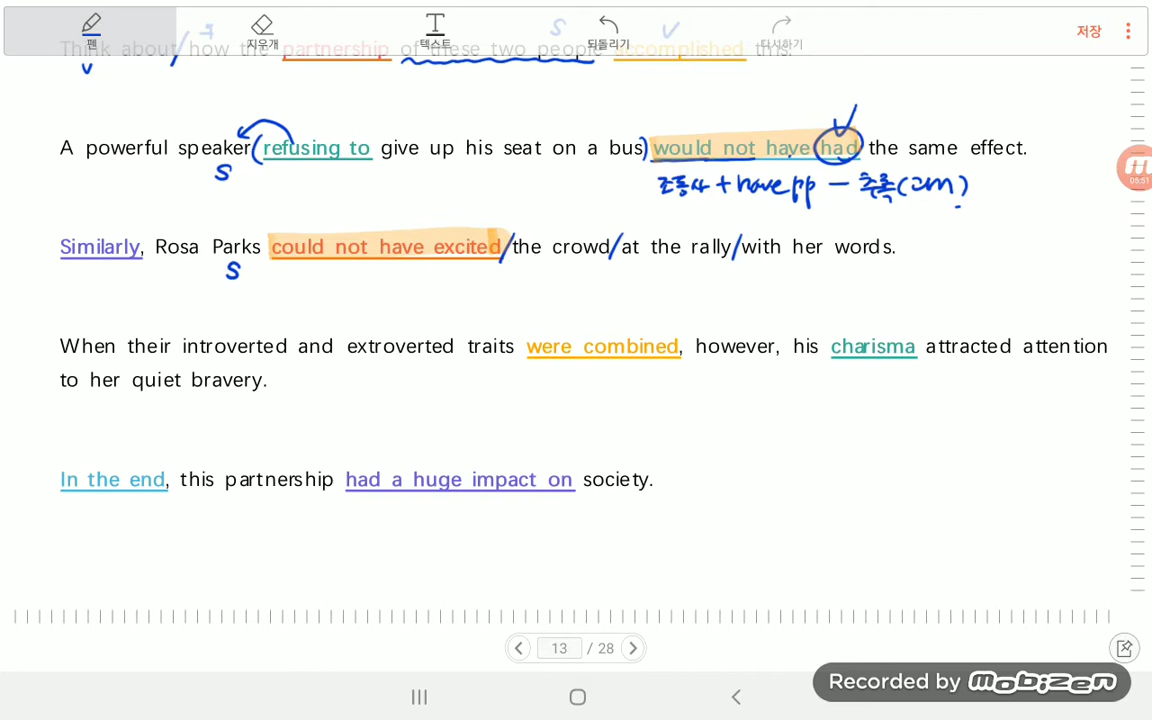 펜 지우개 텍스트 되돌리기 다시하기 저장
Think about how the partnership of these two people accomplished this.
v
A powerful speaker (refusing to give up his seat on a bus) would not have had the same effect.
S 조동사 + have pp - 추측(과거)
Similarly, Rosa Parks could not have excited/the crowd/at the rally/with her words.
S
When their introverted and extroverted traits were combined, however, his charisma attracted attention
to her quiet bravery.
In the end, this partnership had a huge impact on society.
13 / 28
Recorded by mobizen
05:51